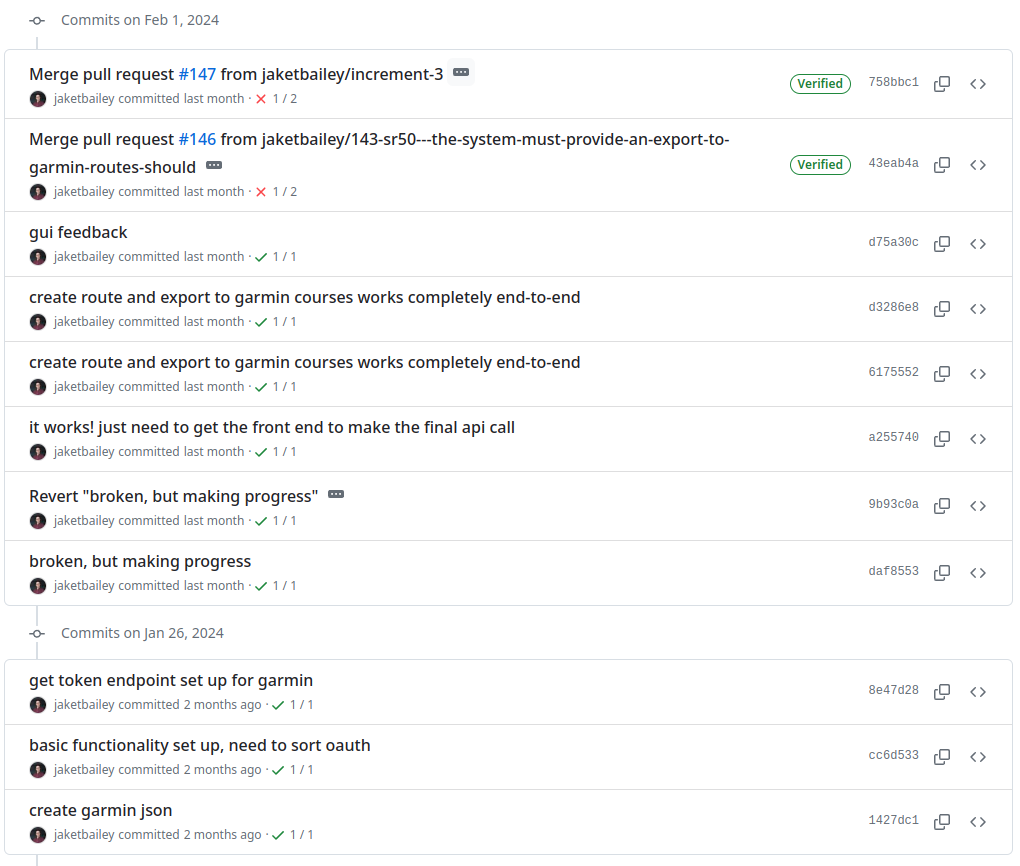 Commits on Feb 1, 2024
Merge pull request #147 from jaketbailey/increment-3
jaketbailey committed last month · 1 / 2
Verified
758bbc1
Merge pull request #146 from jaketbailey/143-sr50---the-system-must-provide-an-export-to-
garmin-routes-should
jaketbailey committed last month · 1 / 2
Verified
43eab4a
gui feedback
jaketbailey committed last month · 1 / 1
d75a30c
create route and export to garmin courses works completely end-to-end
jaketbailey committed last month · 1 / 1
d3286e8
create route and export to garmin courses works completely end-to-end
jaketbailey committed last month · 1 / 1
6175552
it works! just need to get the front end to make the final api call
jaketbailey committed last month · 1 / 1
a255740
Revert "broken, but making progress"
jaketbailey committed last month · 1 / 1
9b93c0a
broken, but making progress
jaketbailey committed last month · 1 / 1
daf8553
Commits on Jan 26, 2024
get token endpoint set up for garmin
jaketbailey committed 2 months ago · 1 / 1
8e47d28
basic functionality set up, need to sort oauth
jaketbailey committed 2 months ago · 1 / 1
cc6d533
create garmin json
jaketbailey committed 2 months ago · 1 / 1
1427dc1